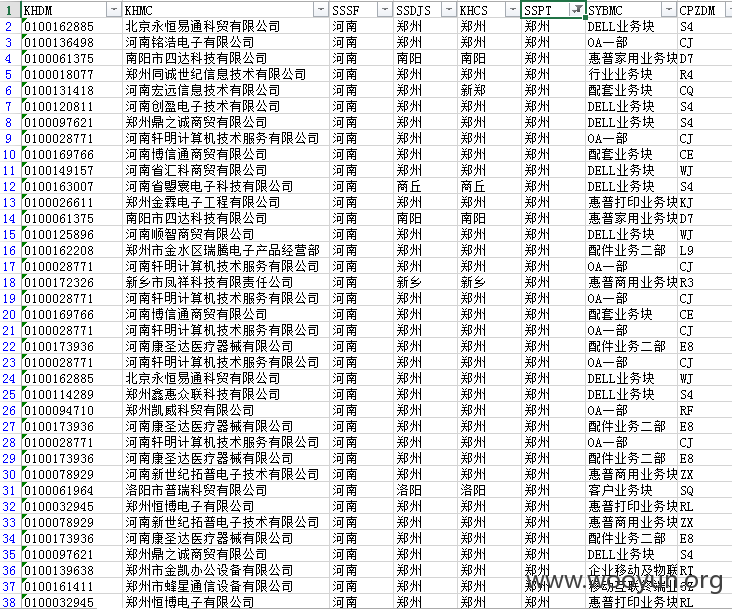 1 KHDM KHMC SSSF SSDJS KHCS SSPT SYBMC CPZDM
2 0100162885 北京永恒易通科贸有限公司 河南 郑州 郑州 郑州 DELL业务块 S4
3 0100136498 河南铭浩电子有限公司 河南 郑州 郑州 郑州 OA一部 CJ
4 0100061375 南阳市四达科技有限公司 河南 南阳 南阳 郑州 惠普家用业务块 D7
5 0100018077 郑州同诚世纪信息技术有限公司 河南 郑州 郑州 郑州 行业业务块 R4
6 0100131418 河南宏远信息技术有限公司 河南 郑州 新郑 郑州 配套业务块 CQ
7 0100120811 河南创盈电子有限公司 河南 郑州 郑州 郑州 DELL业务块 S4
8 0100097621 郑州鼎之诚商贸有限公司 河南 郑州 郑州 郑州 DELL业务块 S4
9 0100028771 河南轩明计算机技术服务有限公司 河南 郑州 郑州 郑州 OA一部 CJ
10 0100169766 河南博信通商贸有限公司 河南 郑州 郑州 郑州 配套业务块 CE
11 0100149157 河南省汇科商贸有限公司 河南 郑州 郑州 郑州 DELL业务块 WJ
12 0100163007 河南省曌寰电子科技有限公司 河南 商丘 商丘 郑州 DELL业务块 S4
13 0100026611 郑州金霖电子工程有限公司 河南 郑州 郑州 郑州 惠普打印业务块 KJ
14 0100061375 南阳市四达科技有限公司 河南 南阳 南阳 郑州 惠普家用业务块 D7
15 0100125896 河南顺智商贸有限公司 河南 郑州 郑州 郑州 DELL业务块 WJ
16 0100162208 郑州市金水区瑞腾电子产品经营部 河南 郑州 郑州 郑州 配件业务二部 L9
17 0100028771 河南轩明计算机技术服务有限公司 河南 郑州 郑州 郑州 OA一部 CJ
18 0100172326 新乡市凤祥科技有限责任公司 河南 新乡 新乡 郑州 惠普商用业务块 R3
19 0100028771 河南轩明计算机技术服务有限公司 河南 郑州 郑州 郑州 OA一部 CJ
20 0100169766 河南博信通商贸有限公司 河南 郑州 郑州 郑州 配套业务块 CE
21 0100028771 河南轩明计算机技术服务有限公司 河南 郑州 郑州 郑州 OA一部 CJ
22 0100173936 河南康圣达医疗器械有限公司 河南 郑州 郑州 郑州 配件业务二部 E8
23 0100028771 河南轩明计算机技术服务有限公司 河南 郑州 郑州 郑州 OA一部 CJ
24 0100162885 北京永恒易通科贸有限公司 河南 郑州 郑州 郑州 DELL业务块 WJ
25 0100114289 郑州鑫惠众联科技有限公司 河南 郑州 郑州 郑州 DELL业务块 S4
26 0100094710 郑州凯威科贸有限公司 河南 郑州 郑州 郑州 OA一部 RF
27 0100173936 河南康圣达医疗器械有限公司 河南 郑州 郑州 郑州 配件业务二部 E8
28 0100028771 河南轩明计算机技术服务有限公司 河南 郑州 郑州 郑州 OA一部 CJ
29 0100173936 河南康圣达医疗器械有限公司 河南 郑州 郑州 郑州 配件业务二部 E8
30 0100078929 河南新世纪拓普电子技术有限公司 河南 郑州 郑州 郑州 惠普商用业务块 ZX
31 0100061964 洛阳市普瑞科贸有限公司 河南 洛阳 洛阳 郑州 客户业务块 SQ
32 0100032945 郑州恒博电子有限公司 河南 郑州 郑州 郑州 惠普打印业务块 RL
33 0100078929 河南新世纪拓普电子技术有限公司 河南 郑州 郑州 郑州 惠普商用业务块 ZX
34 0100173936 河南康圣达医疗器械有限公司 河南 郑州 郑州 郑州 配件业务二部 E8
35 0100097621 郑州鼎之诚商贸有限公司 河南 郑州 郑州 郑州 DELL业务块 S4
36 0100139638 郑州市金凯办公设备有限公司 河南 郑州 郑州 郑州 企业移动及物联 RT
37 0100161411 郑州市蜂星通信设备有限公司 河南 郑州 郑州 郑州 移动互联终端业
38 0100032945 郑州恒博电子有限公司 河南 郑州 郑州 郑州 惠普打印业务块 RL
www.wooyun.org